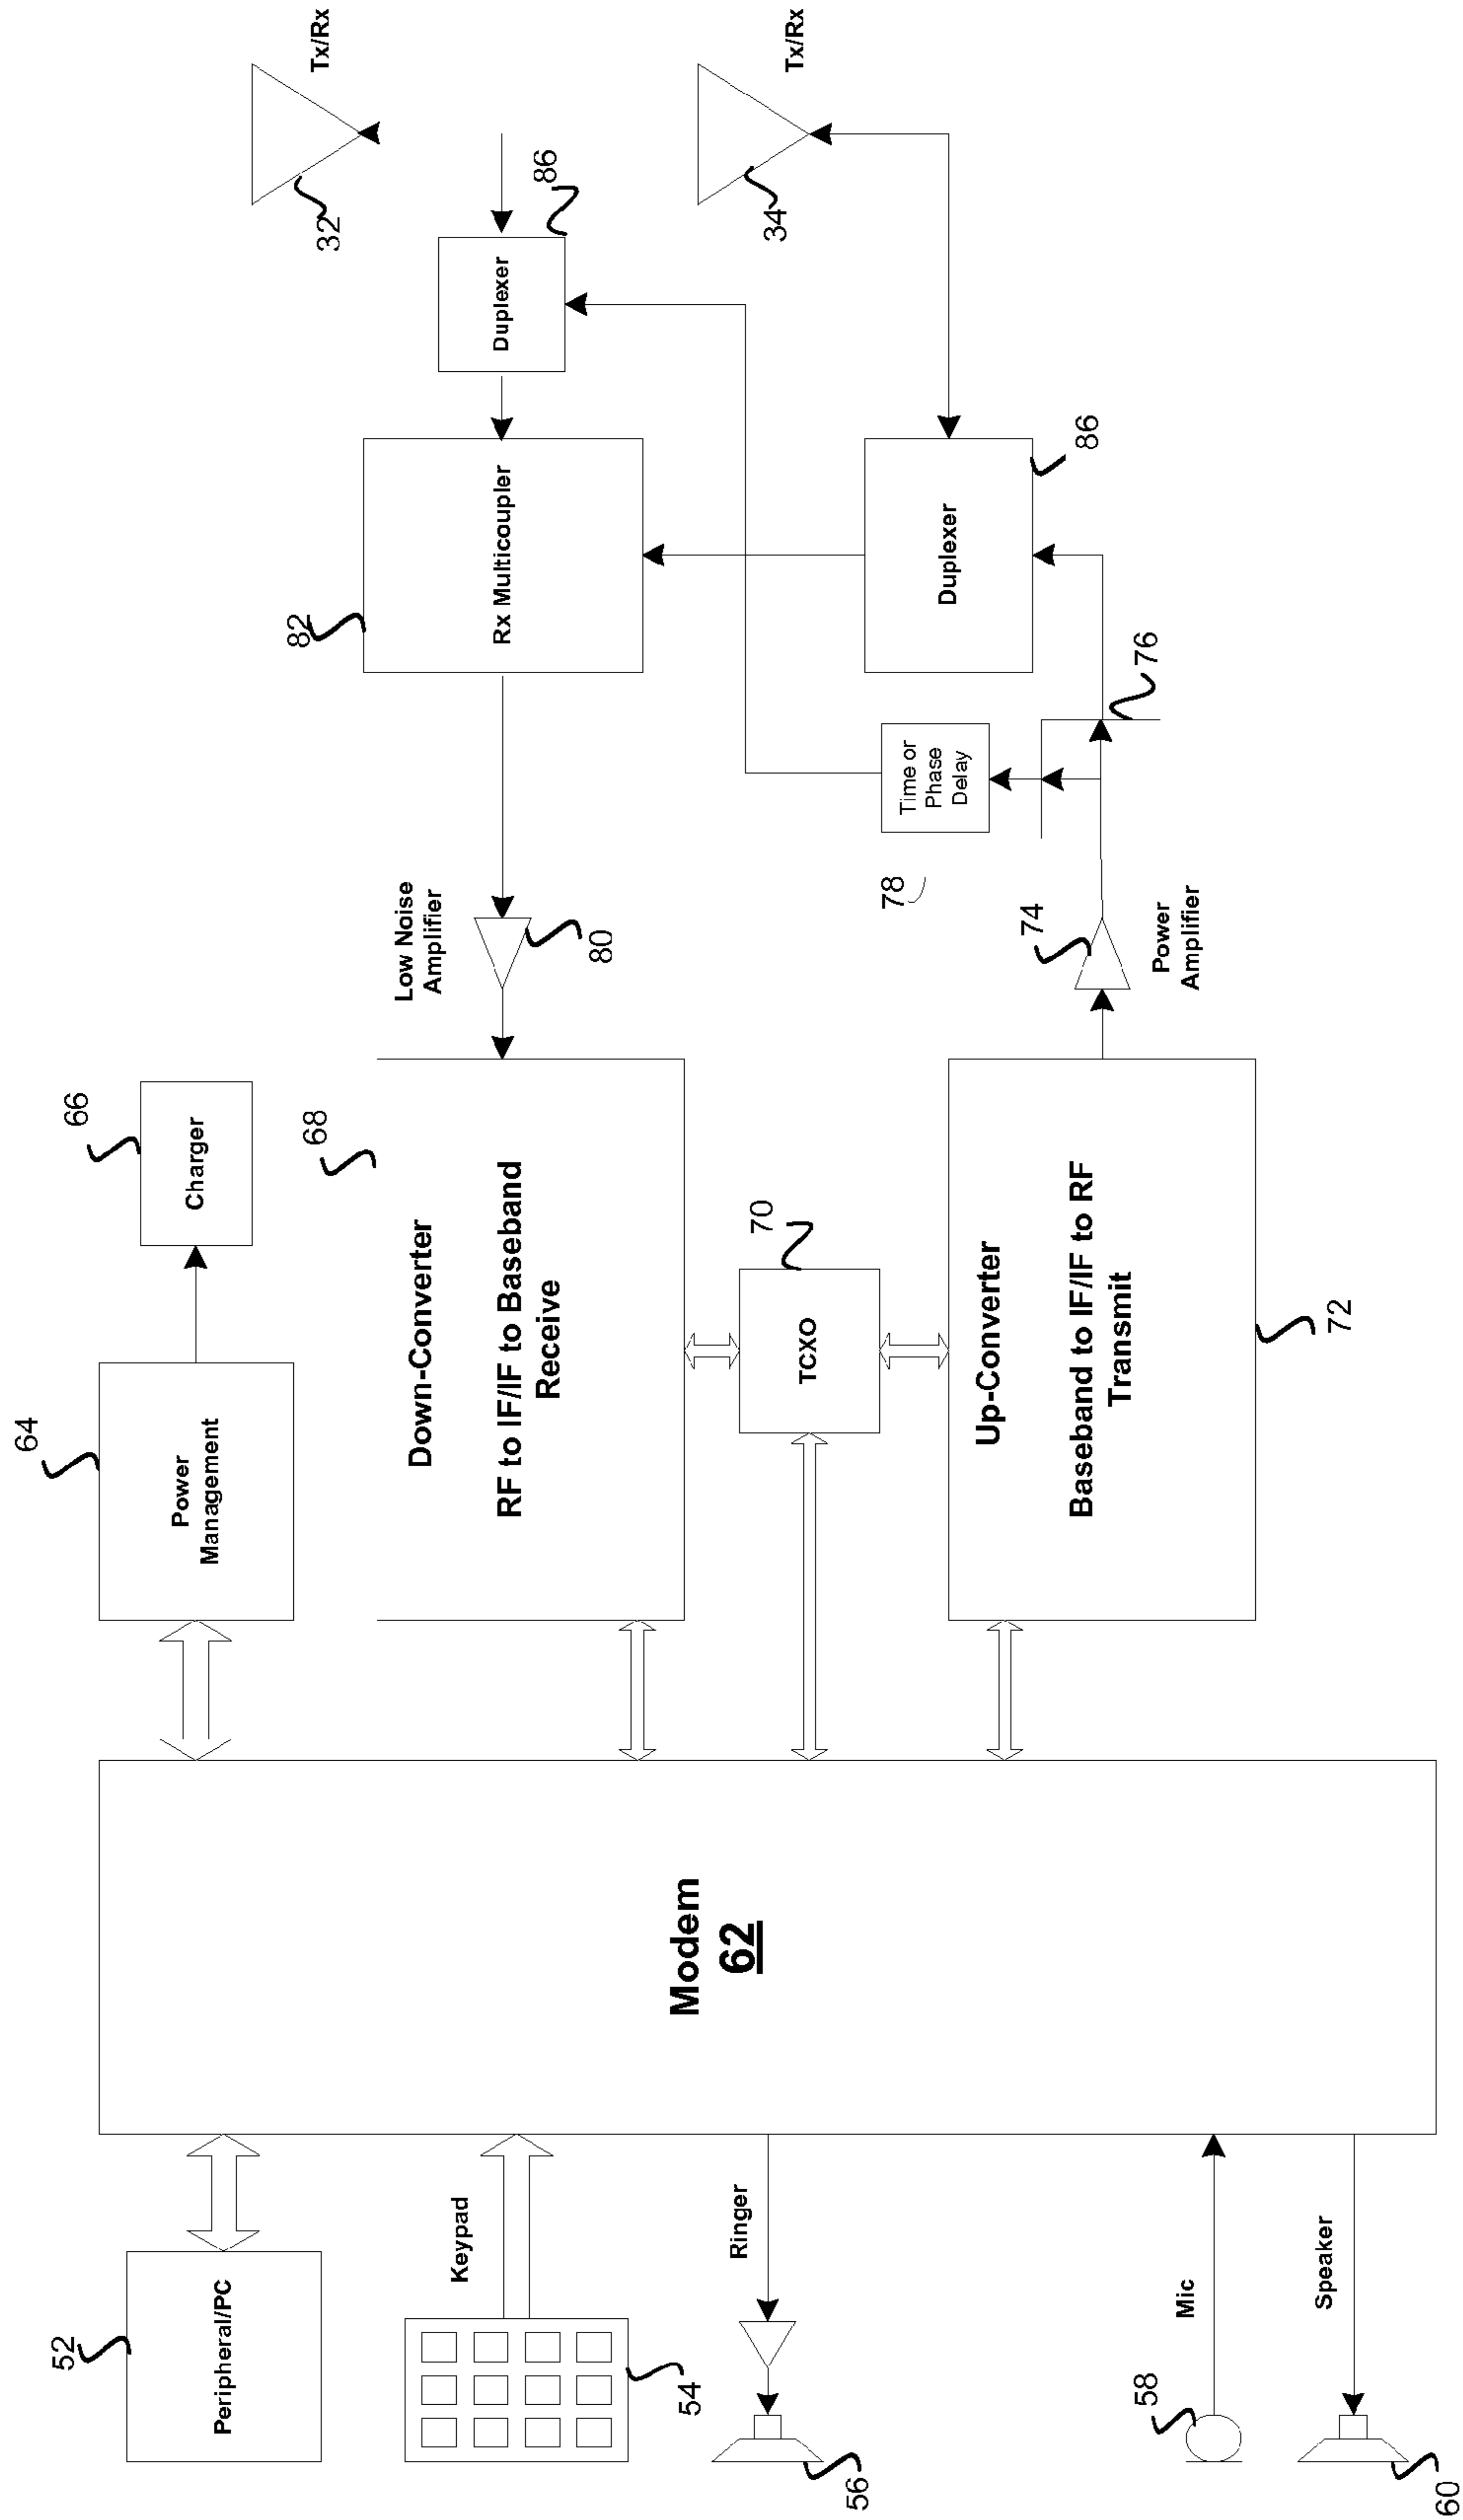 52
Peripheral/PC
Keypad
54
Ringer
56
Mic
58
Speaker
60
Modem
62
64
Power
Management
66
Charger
68
Down-Converter
RF to IF/IF to Baseband
Receive
70
TCXO
Up-Converter
Baseband to IF/IF to RF
Transmit
72
Low Noise
Amplifier
80
74
Power
Amplifier
78
Time or
Phase
Delay
76
82
Rx Multicoupler
Duplexer
86
Duplexer
86
32
Tx/Rx
34
Tx/Rx